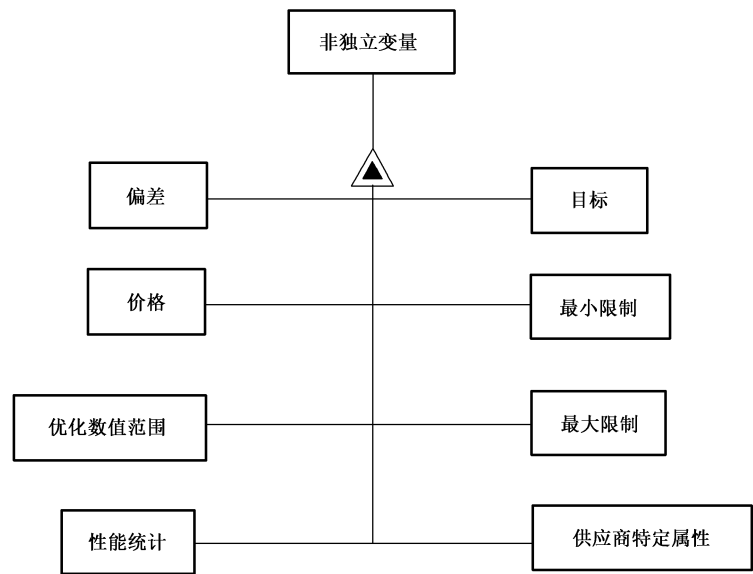 非独立变量
偏差
目标
价格
最小限制
优化数值范围
最大限制
性能统计
供应商特定属性